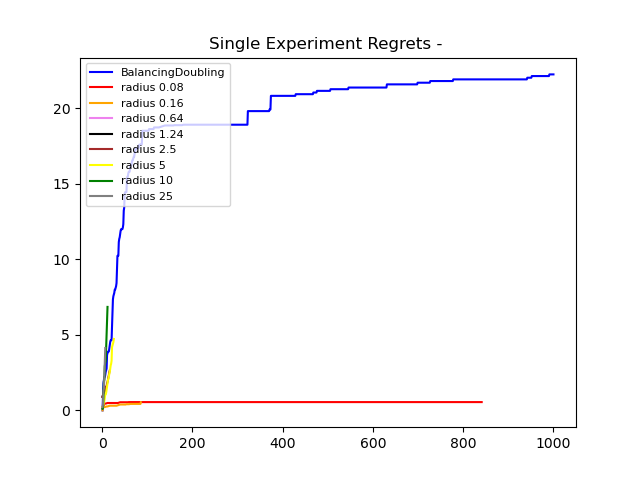 Single Experiment Regrets -
BalancingDoubling
radius 0.08
radius 0.16
radius 0.64
radius 1.24
radius 2.5
radius 5
radius 10
radius 25
20
15
10
5
0
0 200 400 600 800 1000